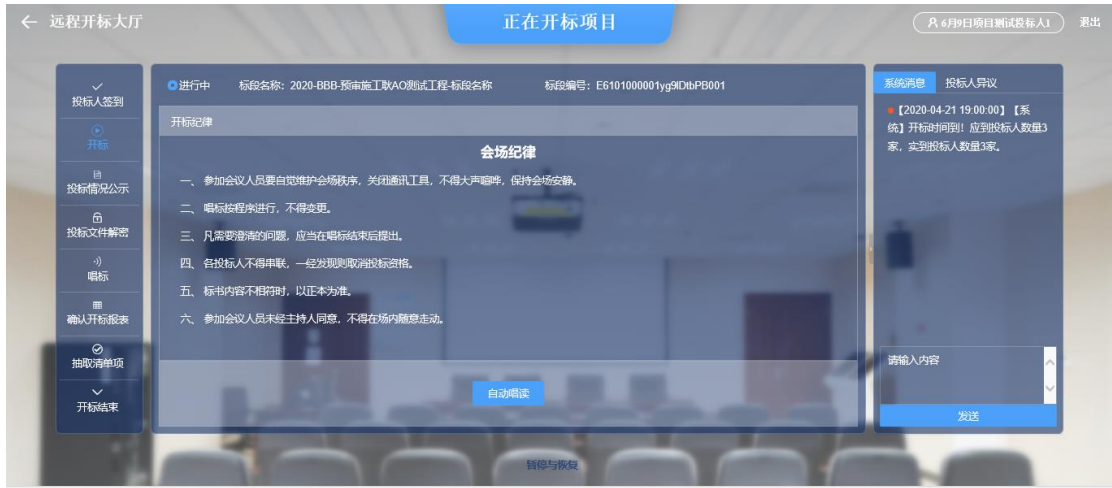 远程开标大厅
正在开标项目
6月9日项目测试投标人1
退出
投标人签到
开标
投标情况公示
投标文件解密
唱标
确认开标报表
抽取清单项
开标结束
进行中 标段名称：2020-BBB-预审施工耿AO测试工程-标段名称 标段编号：E6101000001yg9IDtbPB001
开标纪律
会场纪律
一、 参加会议人员要自觉维护会场秩序，关闭通讯工具，不得大声喧哗，保持会场安静。
二、 唱标按程序进行，不得变更。
三、 凡需要澄清的问题，应当在唱标结束后提出。
四、 各投标人不得串联，一经发现则取消投标资格。
五、 标书内容不相符时，以正本为准。
六、 参加会议人员未经主持人同意，不得在场内随意走动。
自动唱读
系统消息 投标人异议
【2020-04-21 19:00:00】【系
统】开标时间到！应到投标人数量3
家，实到投标人数量3家。
请输入内容
发送
暂停与恢复